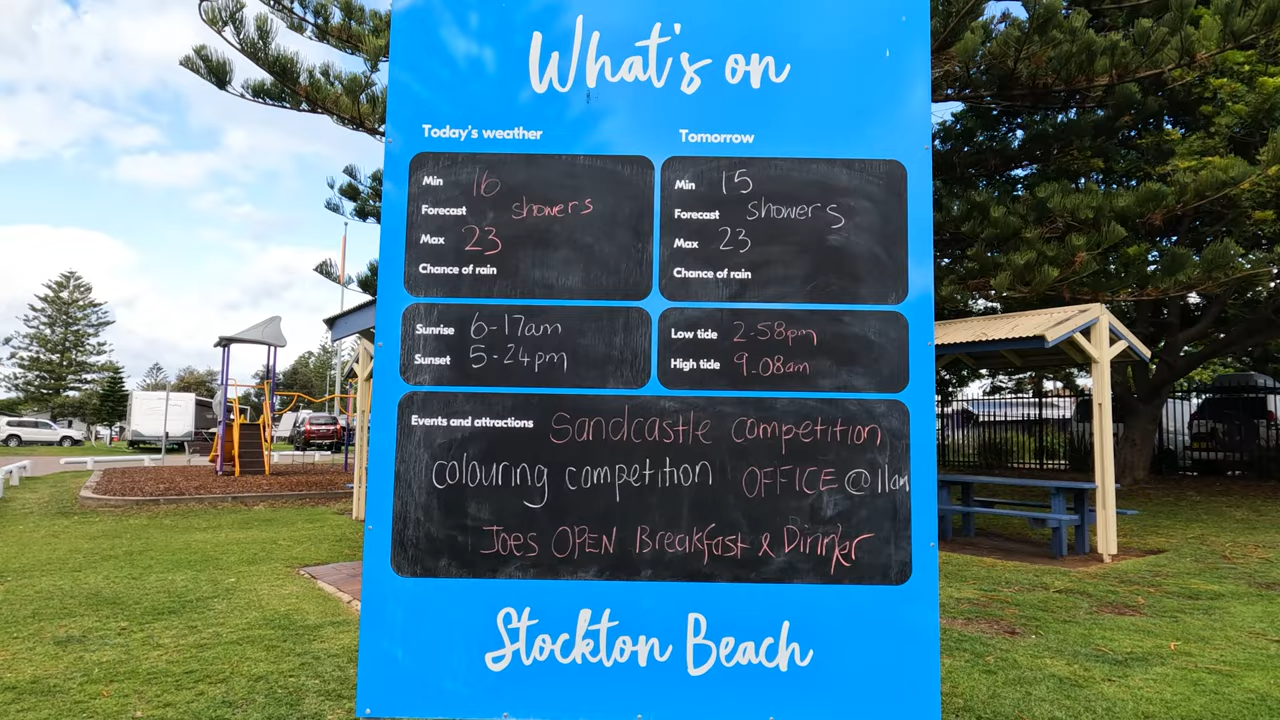 What's on
Today's weather
Min 16
Forecast showers
Max 23
Chance of rain
Tomorrow
Min 15
Forecast showers
Max 23
Chance of rain
Sunrise 6-17am
Sunset 5-24pm
Low tide 2-58pm
High tide 9-08am
Events and attractions Sandcastle competition
colouring competition OFFICE @ 11am
Joes OPEN Breakfast & Dinner
Stockton Beach